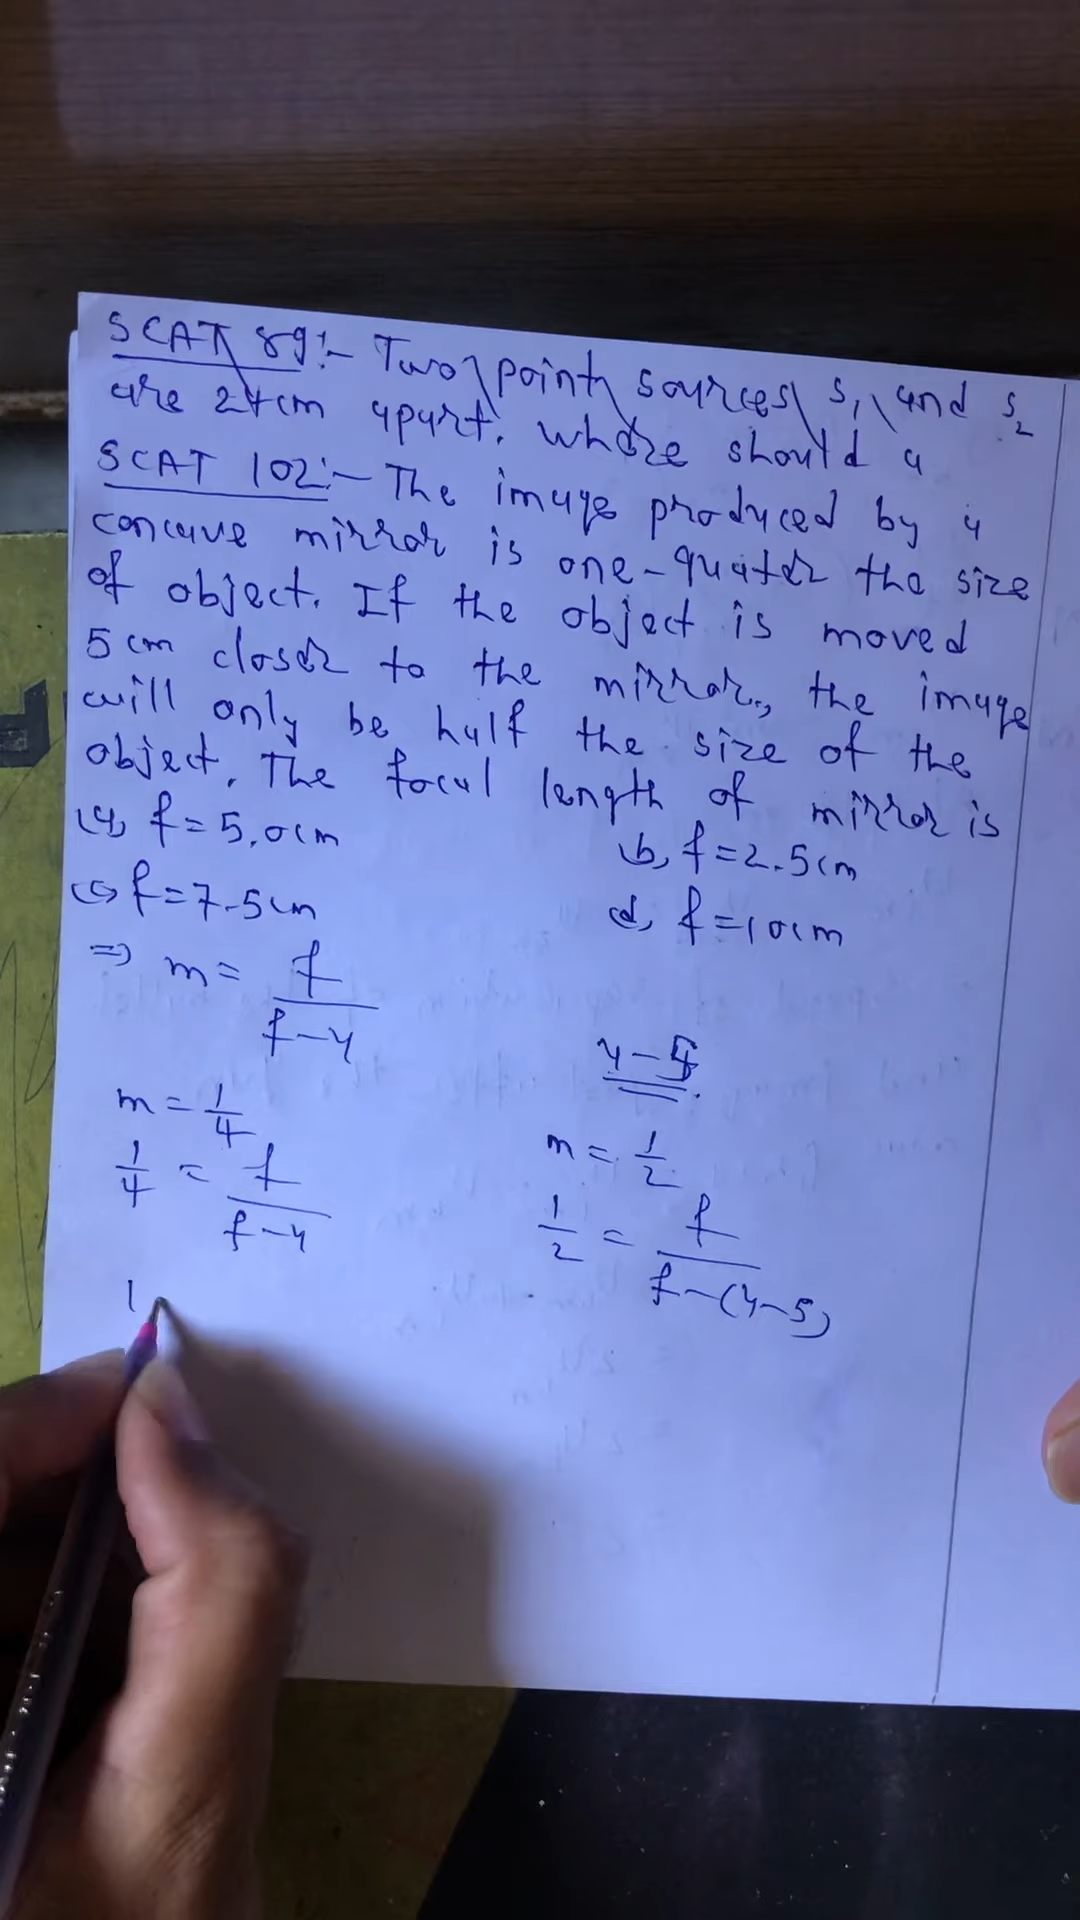 SCAT 89:- Two point sources S₁ and S₂
are 24cm apart. Where should a
SCAT 102:- The image produced by a
concave mirror is one-quater the size
of object. If the object is moved
5cm closer to the mirror, the image
will only be half the size of the
object. The focal length of mirror is
(a) f=5.0cm (b) f=2.5cm
(c) f=7.5cm (d) f=10cm
⇒ m = f/(f-u)
u-5
m = 1/4 m = 1/2
1/4 = f/(f-u) 1/2 = f/(f-(u-5))